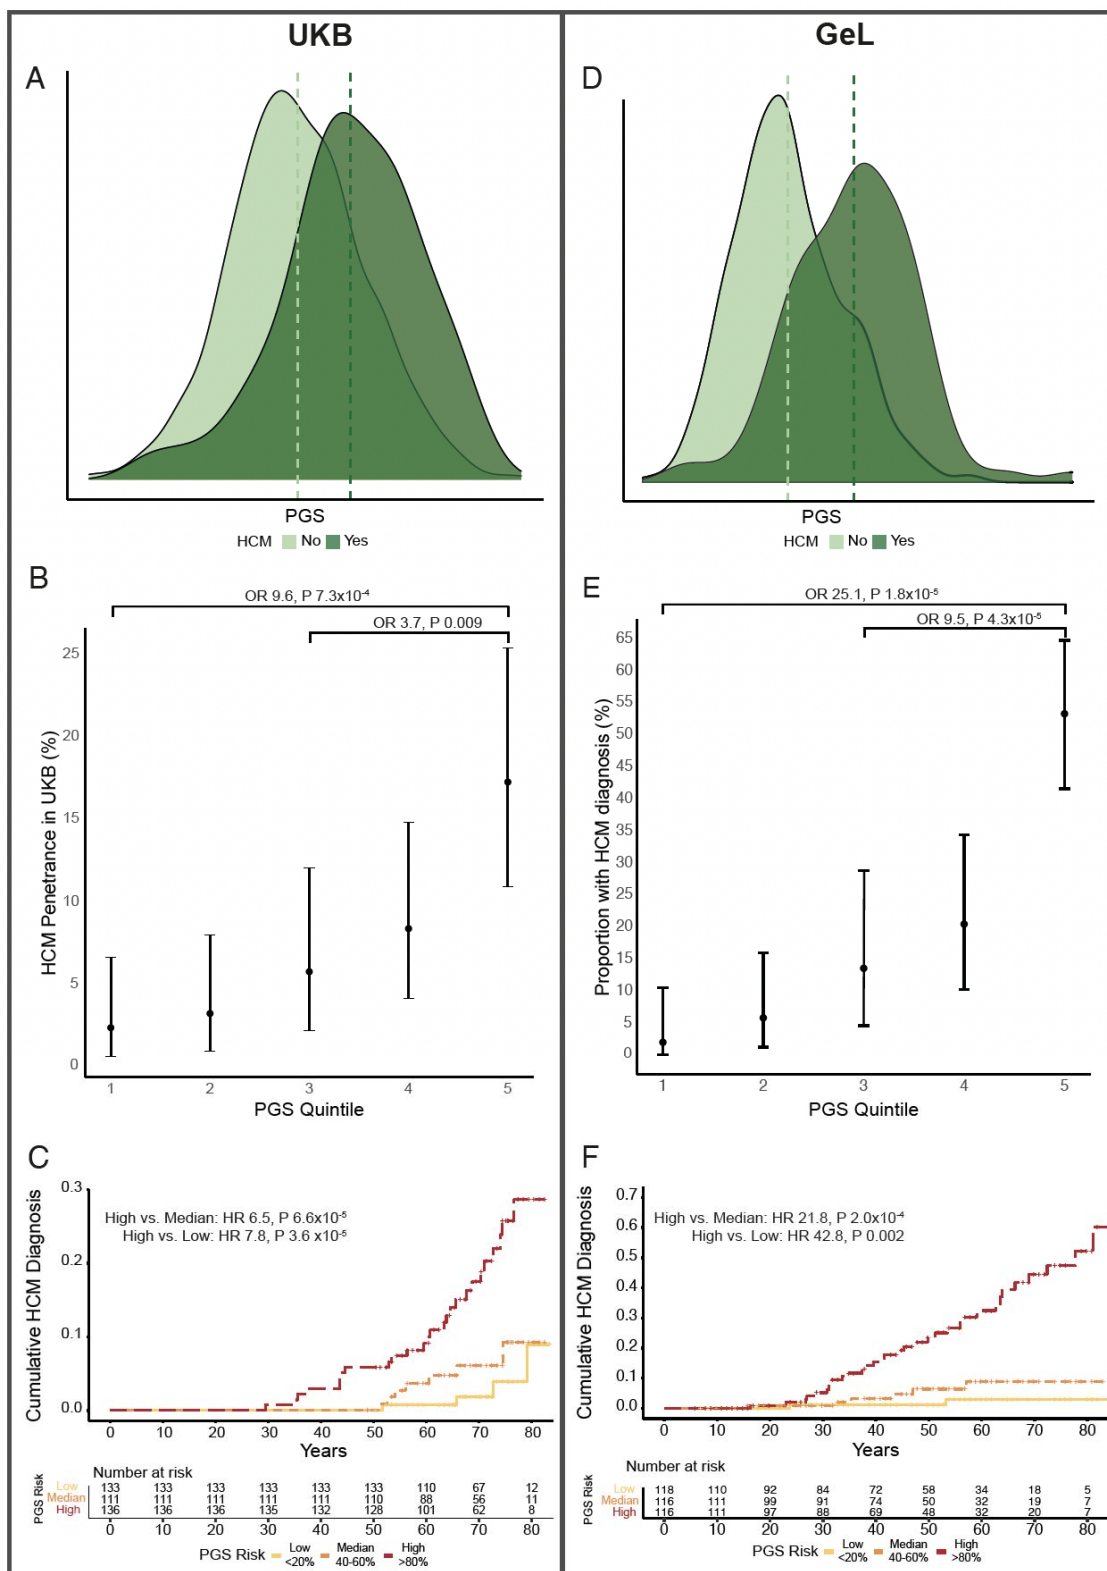 UKB
A
PGS
HCM No Yes
B
OR 9.6, P 7.3x10⁻⁴
OR 3.7, P 0.009
HCM Penetrance in UKB (%)
25
20
15
10
5
0
1 2 3 4 5
PGS Quintile
C
Cumulative HCM Diagnosis
0.3
0.2
0.1
0.0
High vs. Median: HR 6.5, P 6.6x10⁻⁵
High vs. Low: HR 7.8, P 3.6 x10⁻⁵
0 10 20 30 40 50 60 70 80
Years
Number at risk
PGS Risk
Low 133 133 133 133 133 133 110 67 12
Median 111 111 111 111 111 110 88 56 11
High 136 136 136 135 132 128 101 62 8
0 10 20 30 40 50 60 70 80
PGS Risk Low <20% Median 40-60% High >80%
GeL
D
PGS
HCM No Yes
E
OR 25.1, P 1.8x10⁻⁵
OR 9.5, P 4.3x10⁻⁵
Proportion with HCM diagnosis (%)
65
60
55
50
45
40
35
30
25
20
15
10
5
0
1 2 3 4 5
PGS Quintile
F
Cumulative HCM Diagnosis
0.7
0.6
0.5
0.4
0.3
0.2
0.1
0.0
High vs. Median: HR 21.8, P 2.0x10⁻⁴
High vs. Low: HR 42.8, P 0.002
0 10 20 30 40 50 60 70 80
Years
Number at risk
PGS Risk
Low 118 110 92 84 72 58 34 18 5
Median 116 111 99 91 74 50 32 19 7
High 116 111 97 88 69 48 32 20 7
0 10 20 30 40 50 60 70 80
PGS Risk Low <20% Median 40-60% High >80%